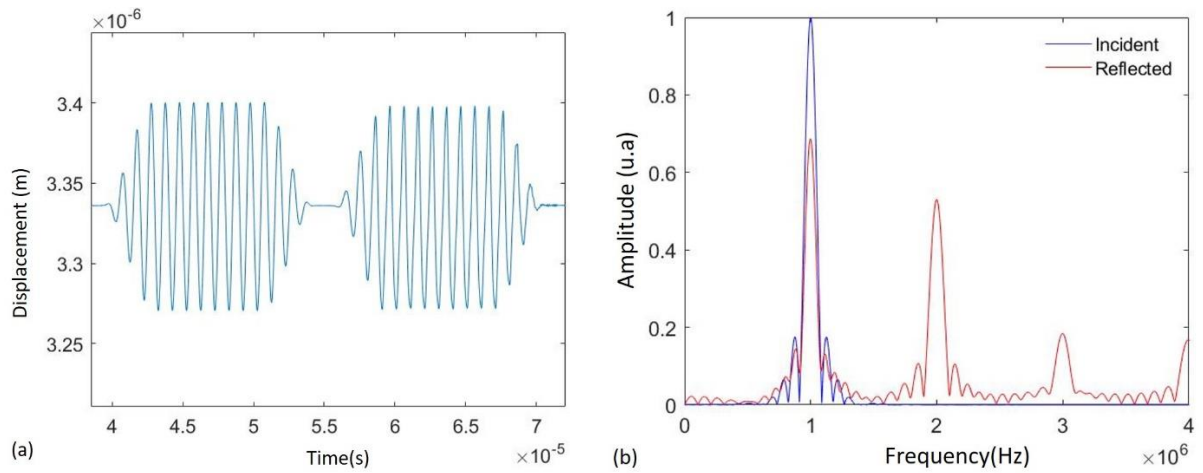 ×10⁻⁶
3.4
3.35
3.3
3.25
Displacement (m)
4 4.5 5 5.5 6 6.5 7
×10⁻⁵
Time(s)
(a)
1
0.8
0.6
0.4
0.2
0
Amplitude (u.a)
Incident
Reflected
0 1 2 3 4
×10⁶
Frequency(Hz)
(b)